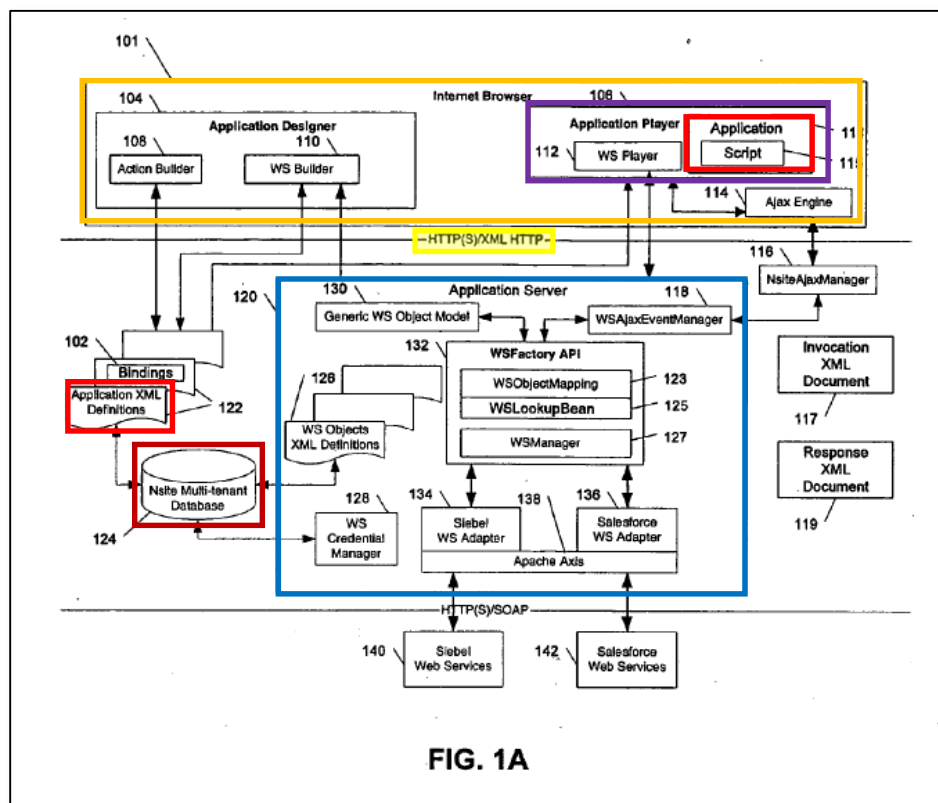 101
Internet Browser
104
Application Designer
108
Action Builder
110
WS Builder
106
Application Player
112
WS Player
Application
Script
114
Ajax Engine
HTTP(S)/XML HTTP
116
NsiteAjaxManager
120
Application Server
130
Generic WS Object Model
118
WSAjaxEventManager
132
WSFactory API
WSObjectMapping
123
WSLookupBean
125
WSManager
127
102
Bindings
Application XML
Definitions
122
126
WS Objects
XML Definitions
Invocation
XML
Document
117
Response
XML
Document
119
Nsite Multi-tenant
Database
124
128
WS
Credential
Manager
134
Siebel
WS Adapter
138
136
Salesforce
WS Adapter
Apache Axis
HTTP(S)/SOAP
140
Siebel
Web Services
142
Salesforce
Web Services
FIG. 1A